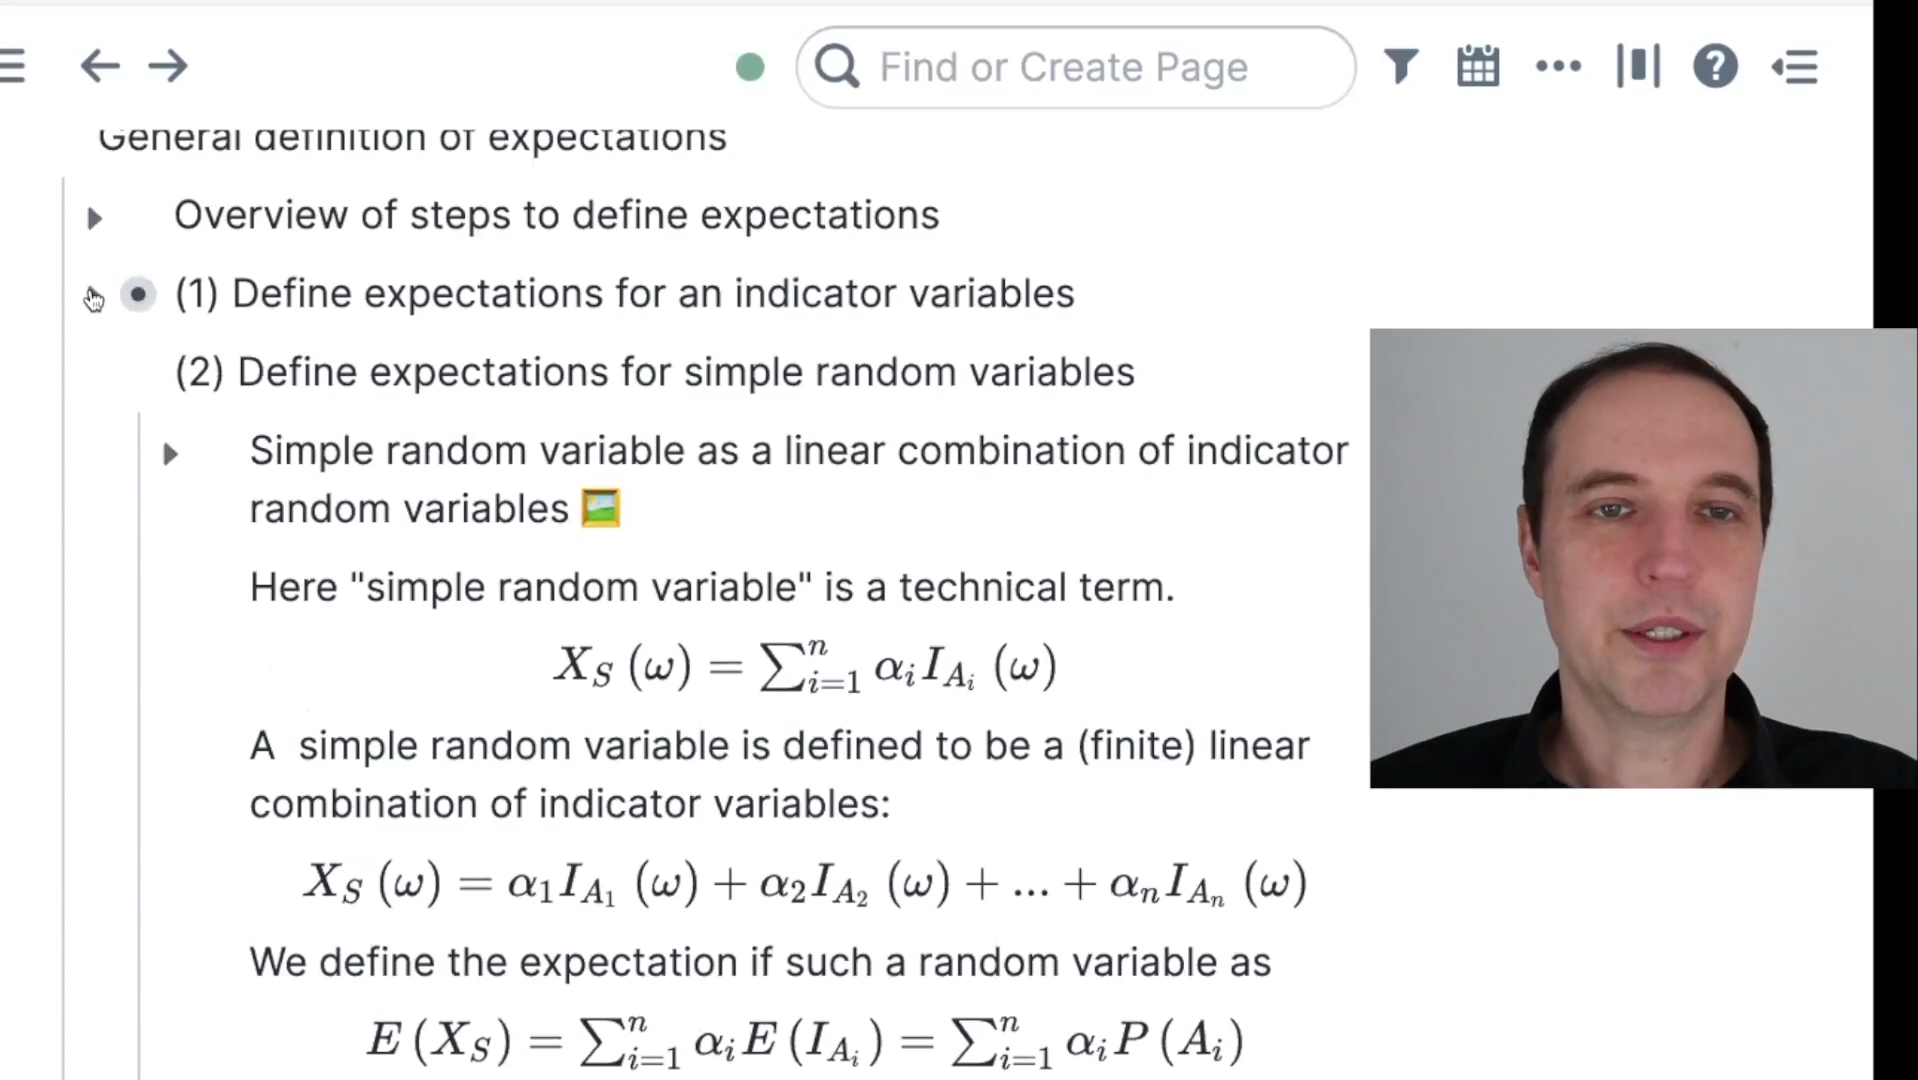 Find or Create Page
General definition of expectations
Overview of steps to define expectations
(1) Define expectations for an indicator variables
(2) Define expectations for simple random variables
Simple random variable as a linear combination of indicator
random variables 🖼️
Here "simple random variable" is a technical term.
X_S (ω) = ∑_{i=1}^{n} α_i I_{A_i} (ω)
A simple random variable is defined to be a (finite) linear
combination of indicator variables:
X_S (ω) = α_1 I_{A_1} (ω) + α_2 I_{A_2} (ω) + ... + α_n I_{A_n} (ω)
We define the expectation if such a random variable as
E (X_S) = ∑_{i=1}^{n} α_i E (I_{A_i}) = ∑_{i=1}^{n} α_i P (A_i)